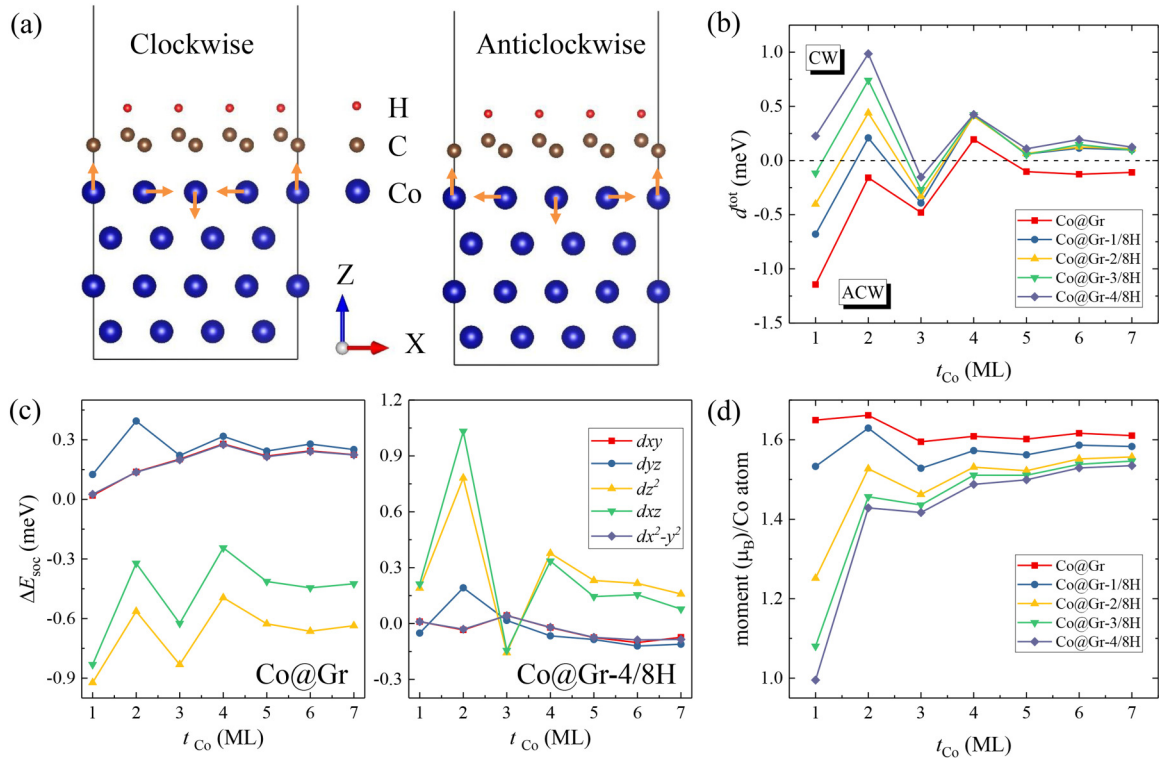 (a)
Clockwise
Anticlockwise
H
C
Co
Z
X
(b)
CW
ACW
d^tot (meV)
1.0
0.5
0.0
-0.5
-1.0
-1.5
Co@Gr
Co@Gr-1/8H
Co@Gr-2/8H
Co@Gr-3/8H
Co@Gr-4/8H
1 2 3 4 5 6 7
t_Co (ML)
(c)
ΔE_soc (meV)
0.3
0.0
-0.3
-0.6
-0.9
Co@Gr
1 2 3 4 5 6 7
t_Co (ML)
1.2
0.9
0.6
0.3
0.0
-0.3
dxy
dyz
dz²
dxz
dx²-y²
Co@Gr-4/8H
1 2 3 4 5 6 7
t_Co (ML)
(d)
moment (μ_B)/Co atom
1.6
1.4
1.2
1.0
Co@Gr
Co@Gr-1/8H
Co@Gr-2/8H
Co@Gr-3/8H
Co@Gr-4/8H
1 2 3 4 5 6 7
t_Co (ML)